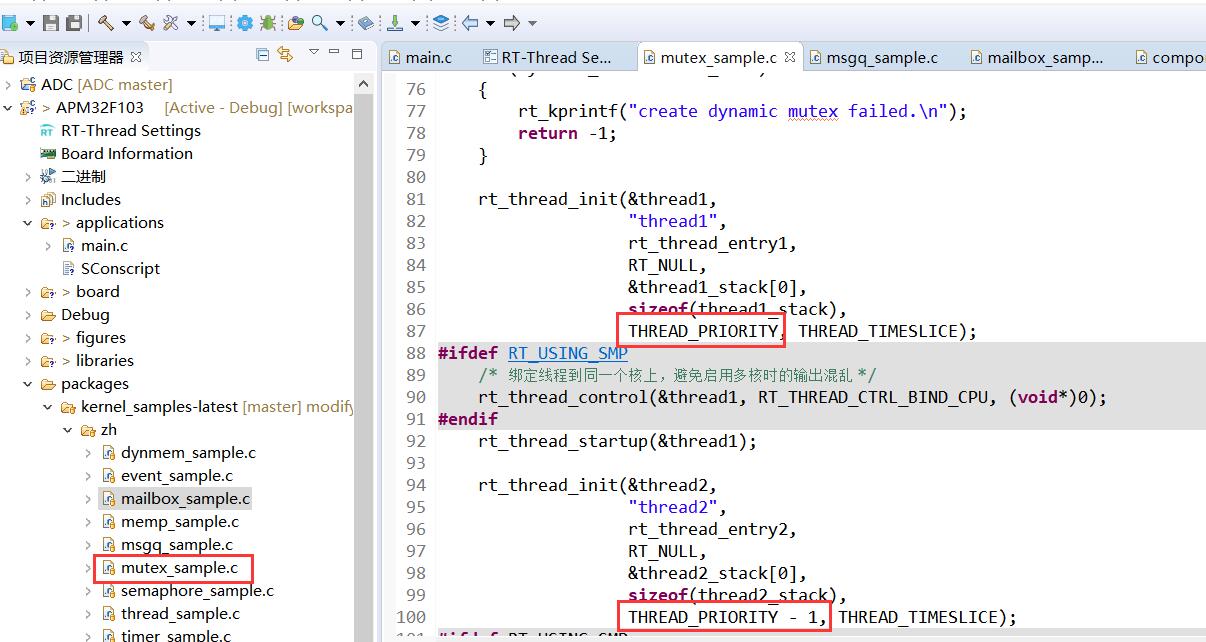 项目资源管理器
ADC [ADC master]
> APM32F103 [Active - Debug] [workspa
RT-Thread Settings
Board Information
二进制
Includes
> applications
main.c
SConscript
> board
Debug
> figures
> libraries
packages
kernel_samples-latest [master] modify
zh
dynmem_sample.c
event_sample.c
mailbox_sample.c
memp_sample.c
msgq_sample.c
mutex_sample.c
semaphore_sample.c
thread_sample.c
timer_sample.c
main.c RT-Thread Se... mutex_sample.c msgq_sample.c mailbox_samp... compo
76 {
77 rt_kprintf("create dynamic mutex failed.\n");
78 return -1;
79 }
80
81 rt_thread_init(&thread1,
82 "thread1",
83 rt_thread_entry1,
84 RT_NULL,
85 &thread1_stack[0],
86 sizeof(thread1_stack),
87 THREAD_PRIORITY, THREAD_TIMESLICE);
88 #ifdef RT_USING_SMP
89 /* 绑定线程到同一个核上，避免启用多核时的输出混乱 */
90 rt_thread_control(&thread1, RT_THREAD_CTRL_BIND_CPU, (void*)0);
91 #endif
92 rt_thread_startup(&thread1);
93
94 rt_thread_init(&thread2,
95 "thread2",
96 rt_thread_entry2,
97 RT_NULL,
98 &thread2_stack[0],
99 sizeof(thread2_stack),
100 THREAD_PRIORITY - 1, THREAD_TIMESLICE);
101 #ifdef RT_USING_SMP